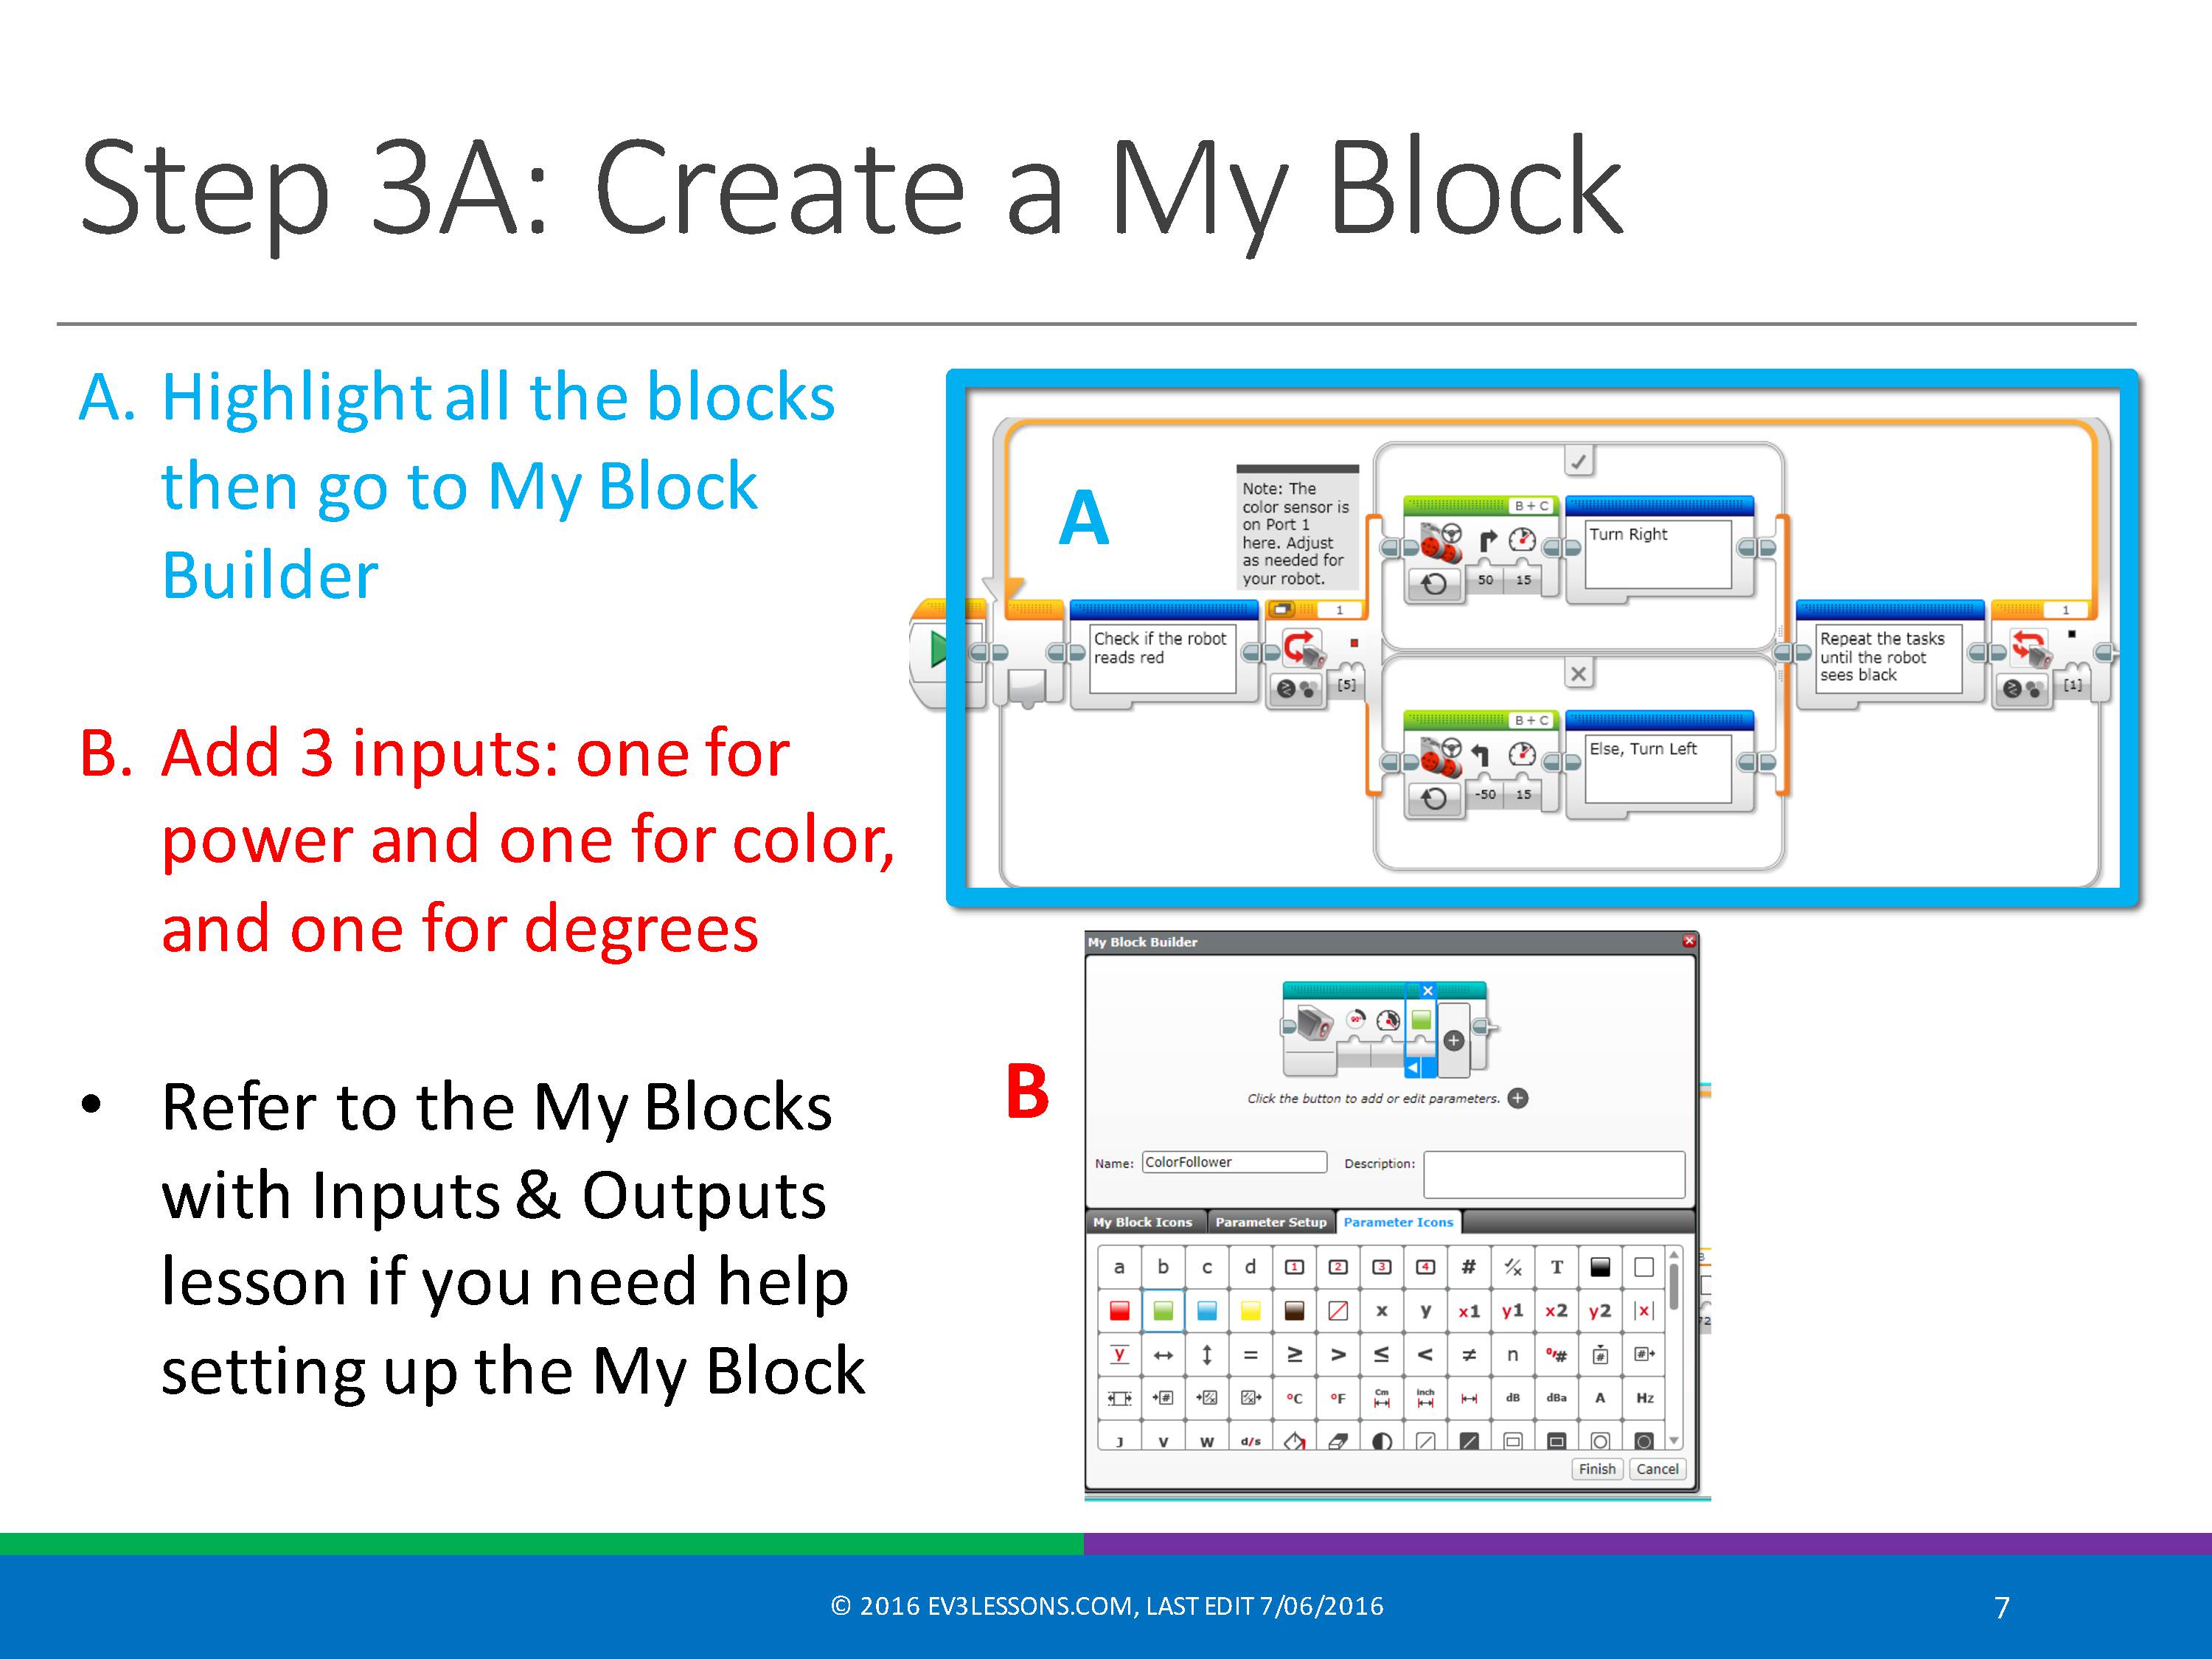 Step 3A: Create a My Block
A. Highlight all the blocks
then go to My Block
Builder
B. Add 3 inputs: one for
power and one for color,
and one for degrees
• Refer to the My Blocks
with Inputs & Outputs
lesson if you need help
setting up the My Block
A
Note: The
color sensor is
on Port 1
here. Adjust
as needed for
your robot.
B + C
Turn Right
50 15
1
Check if the robot
reads red
[5]
B + C
Else, Turn Left
-50 15
Repeat the tasks
until the robot
sees black
1
[1]
B
My Block Builder
90°
Click the button to add or edit parameters.
Name: ColorFollower Description:
My Block Icons Parameter Setup Parameter Icons
a b c d 1 2 3 4 # T
x y x1 y1 x2 y2 |x|
y = ≥ > ≤ < ≠ n
°C °F Cm Inch dB dBa A Hz
J V W d/s
Finish Cancel
© 2016 EV3LESSONS.COM, LAST EDIT 7/06/2016
7